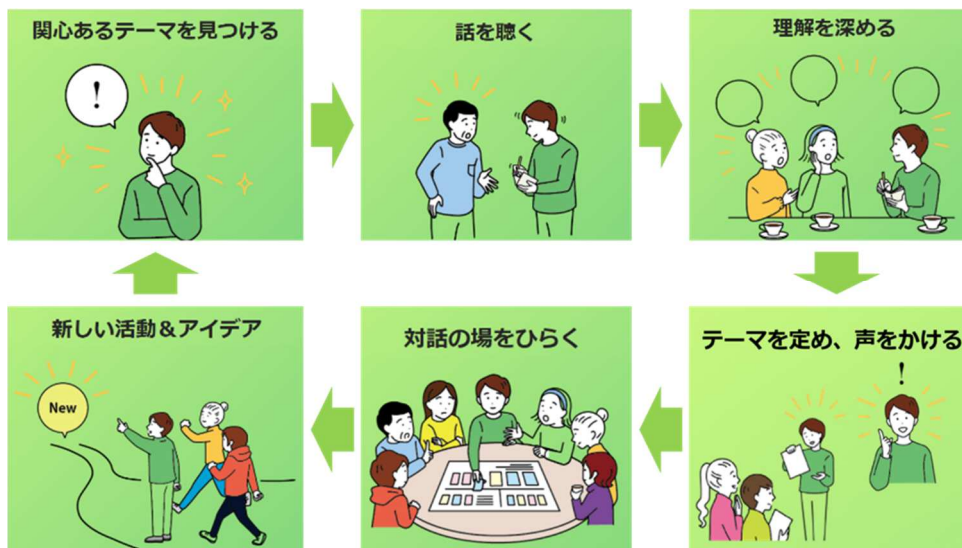 関心あるテーマを見つける
!
話を聴く
理解を深める
テーマを定め、声をかける
!
対話の場をひらく
新しい活動＆アイデア
New